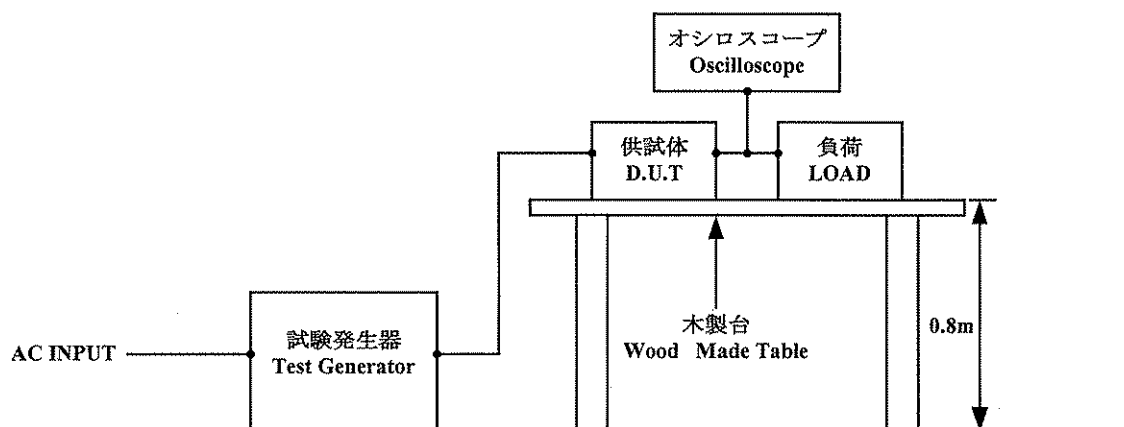 オシロスコープ
Oscilloscope
供試体
D.U.T
負荷
LOAD
試験発生器
Test Generator
AC INPUT
木製台
Wood Made Table
0.8m